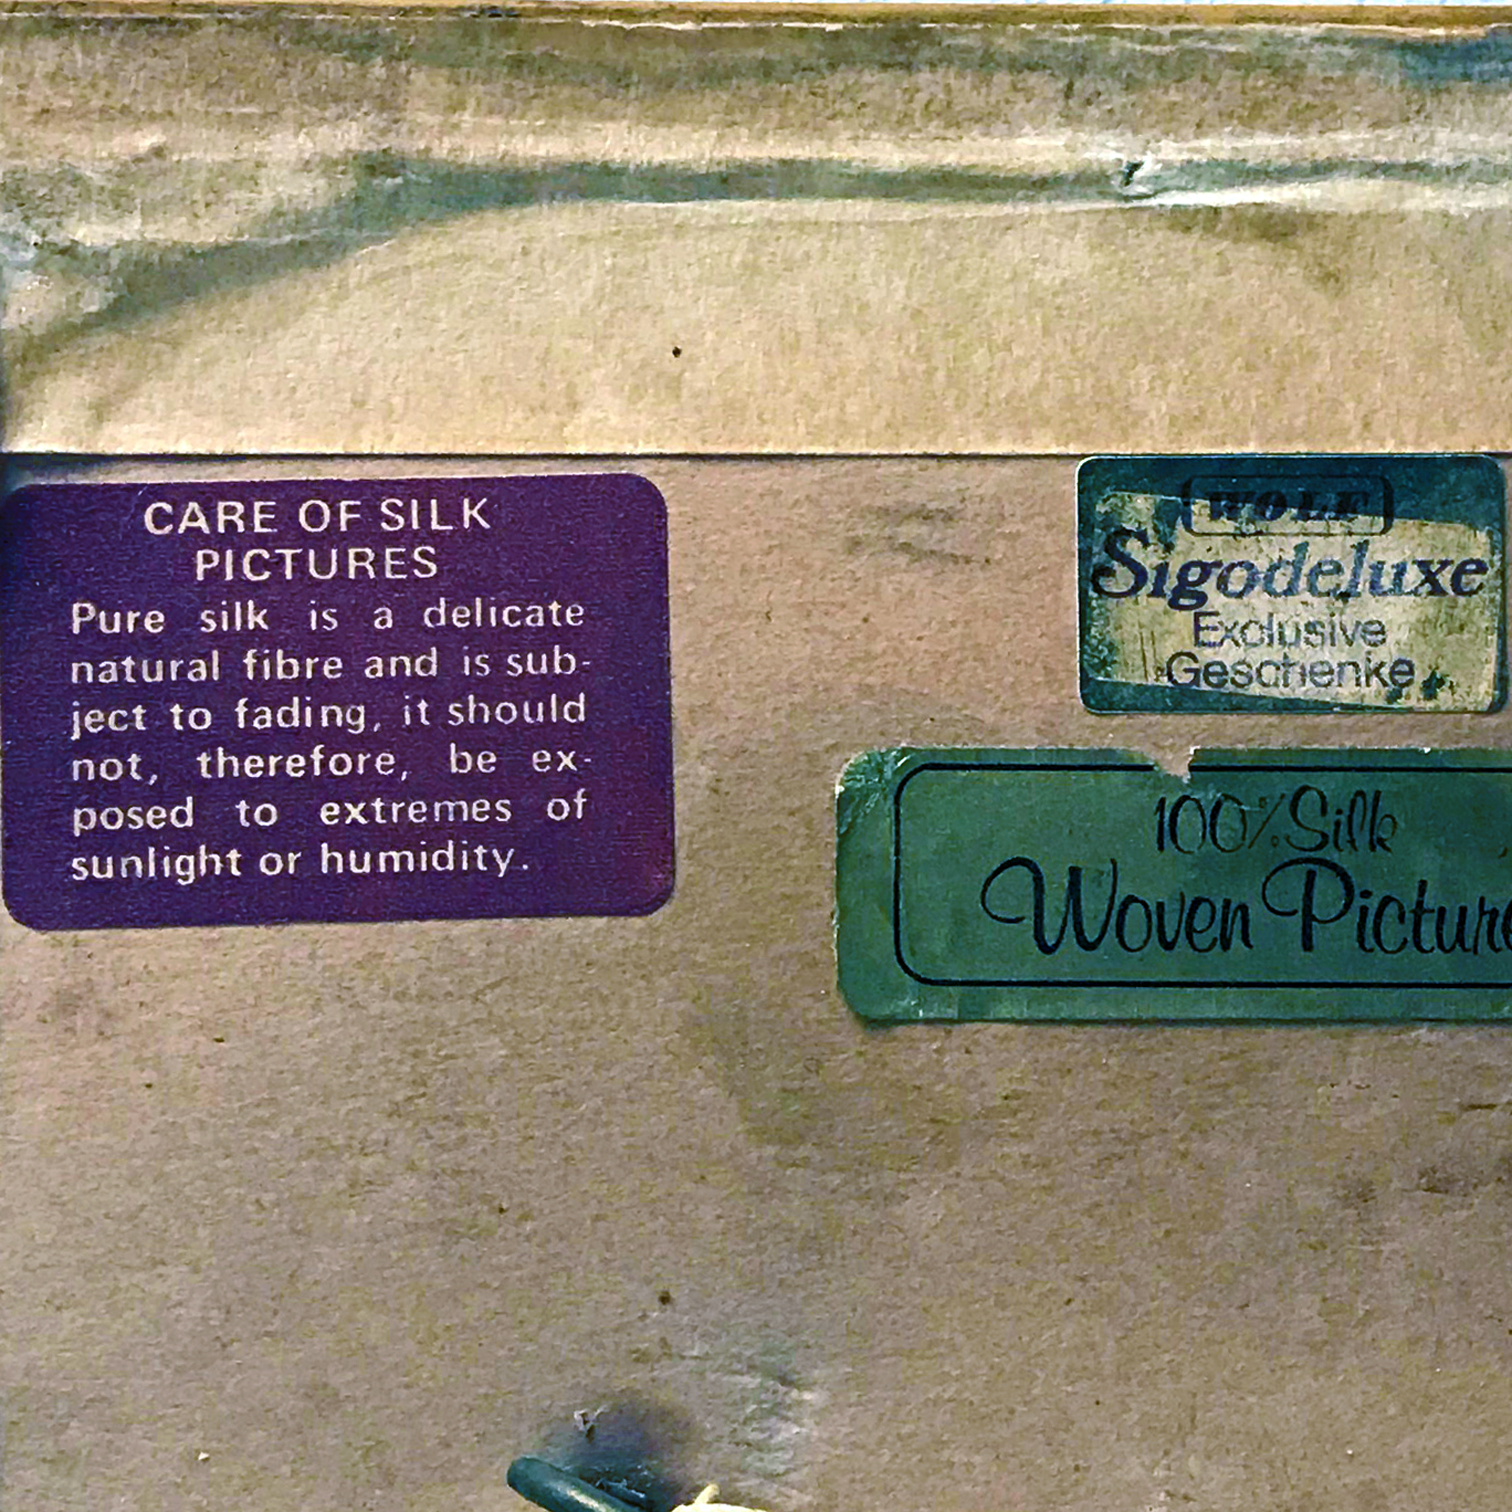 CARE OF SILK
PICTURES
Pure silk is a delicate
natural fibre and is sub-
ject to fading, it should
not, therefore, be ex-
posed to extremes of
sunlight or humidity.
WOLF
Sigodeluxe
Exclusive
Geschenke
100% Silk
Woven Pictur